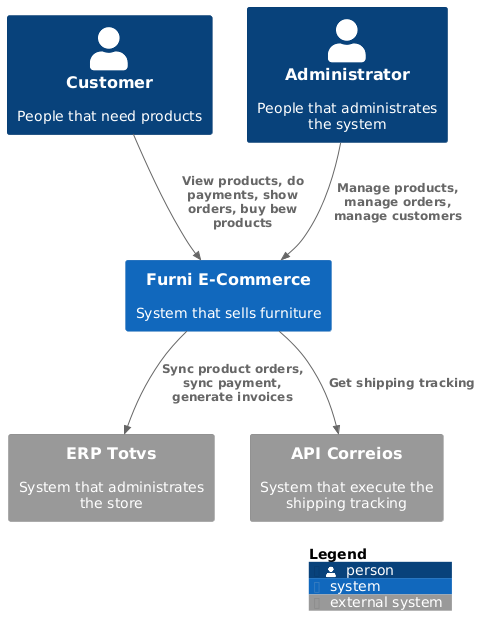 Customer
People that need products
Administrator
People that administrates
the system
View products, do
payments, show
orders, buy bew
products
Manage products,
manage orders,
manage customers
Furni E-Commerce
System that sells furniture
Sync product orders,
sync payment,
generate invoices
Get shipping tracking
ERP Totvs
System that administrates
the store
API Correios
System that execute the
shipping tracking
Legend
person
system
external system